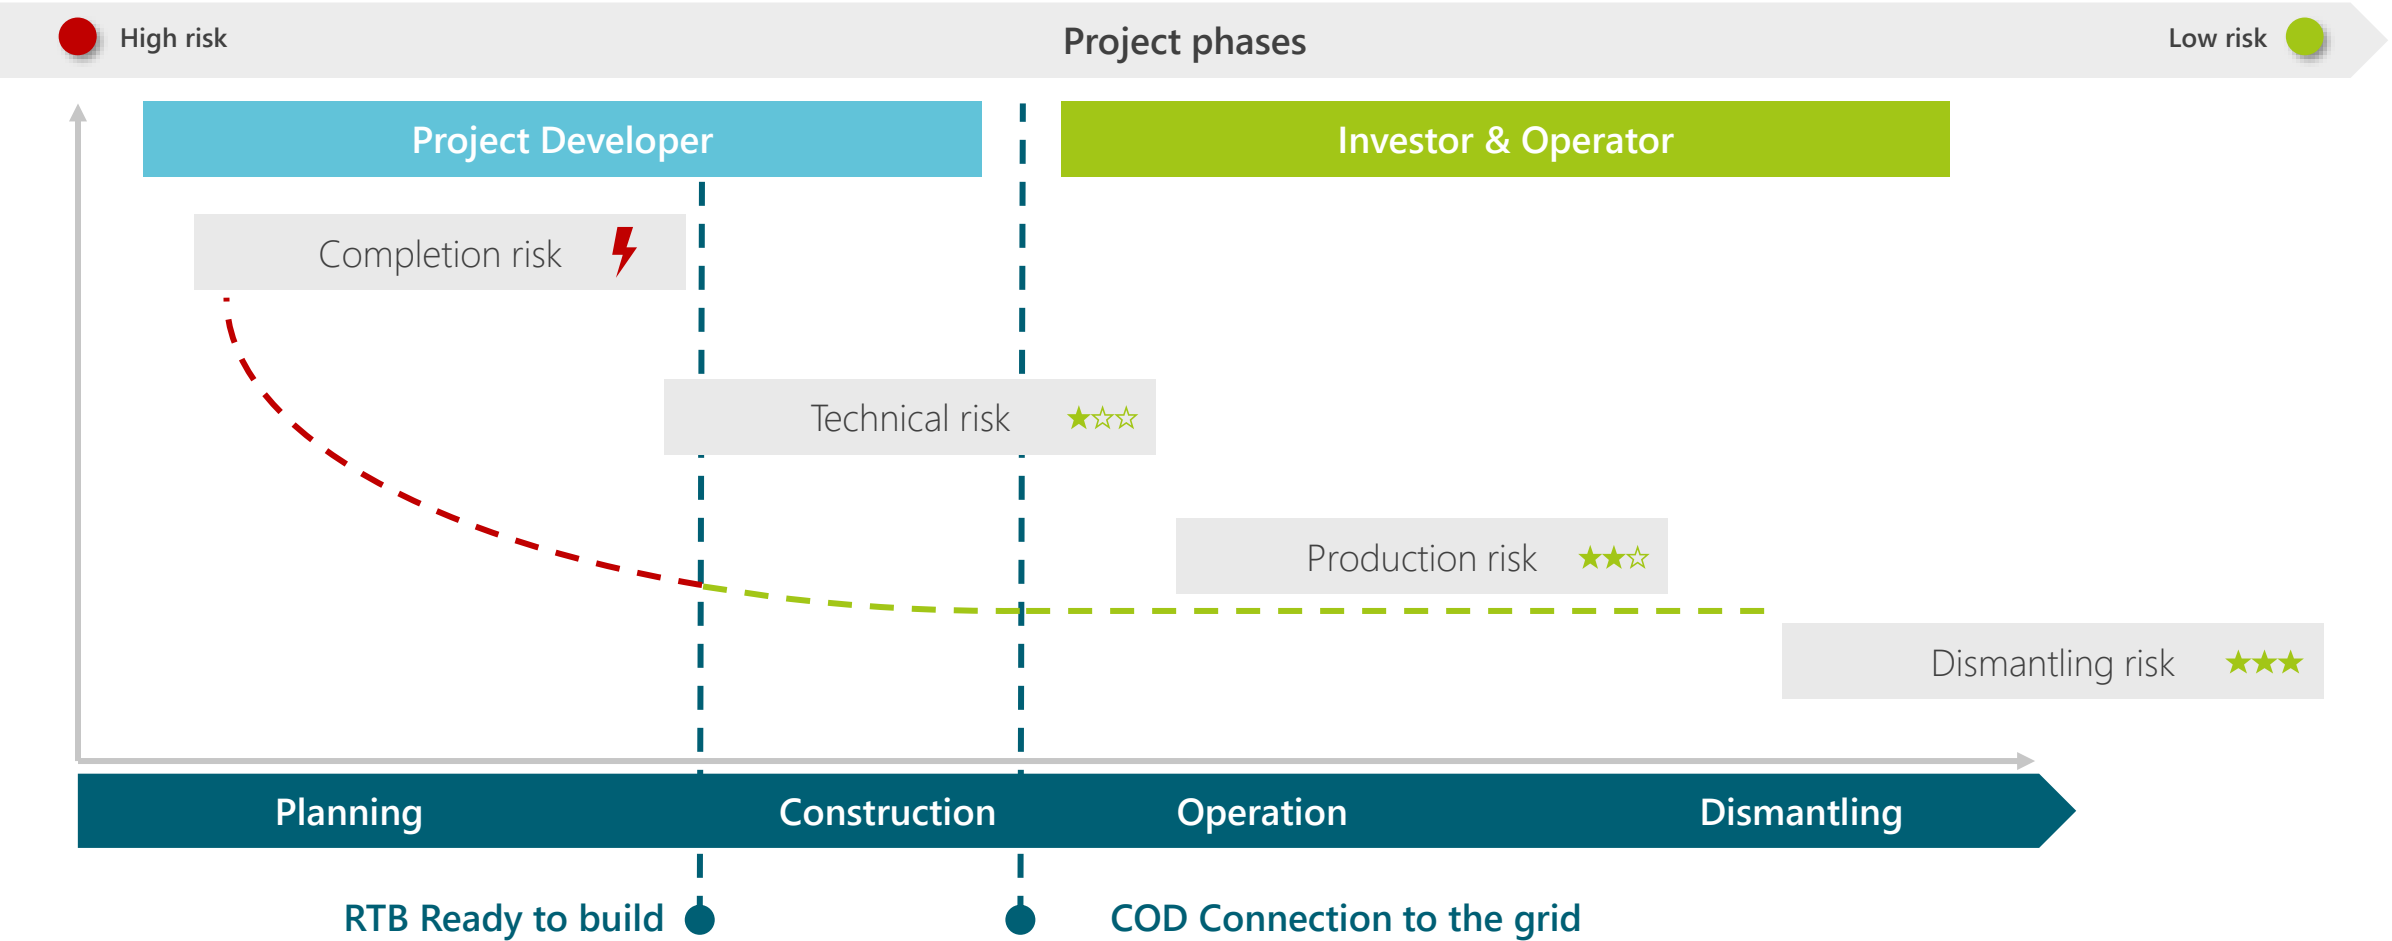 High risk
Project phases
Low risk
Project Developer
Investor & Operator
Completion risk
Technical risk
Production risk
Dismantling risk
Planning
Construction
Operation
Dismantling
RTB Ready to build
COD Connection to the grid